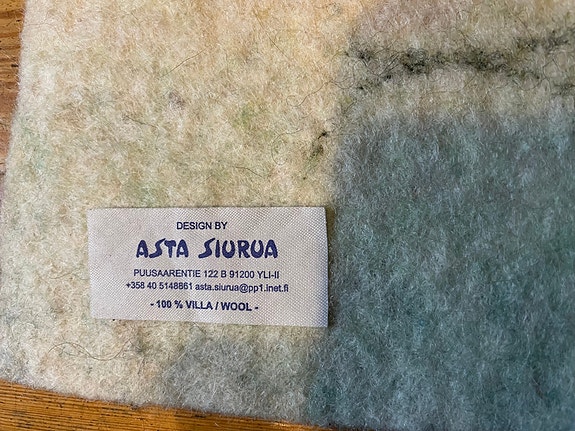 DESIGN BY
ASTA SIURUA
PUUSAARENTIE 122 B 91200 YLI-II
+358 40 5148861 asta.siurua@pp1.inet.fi
- 100 % VILLA / WOOL -